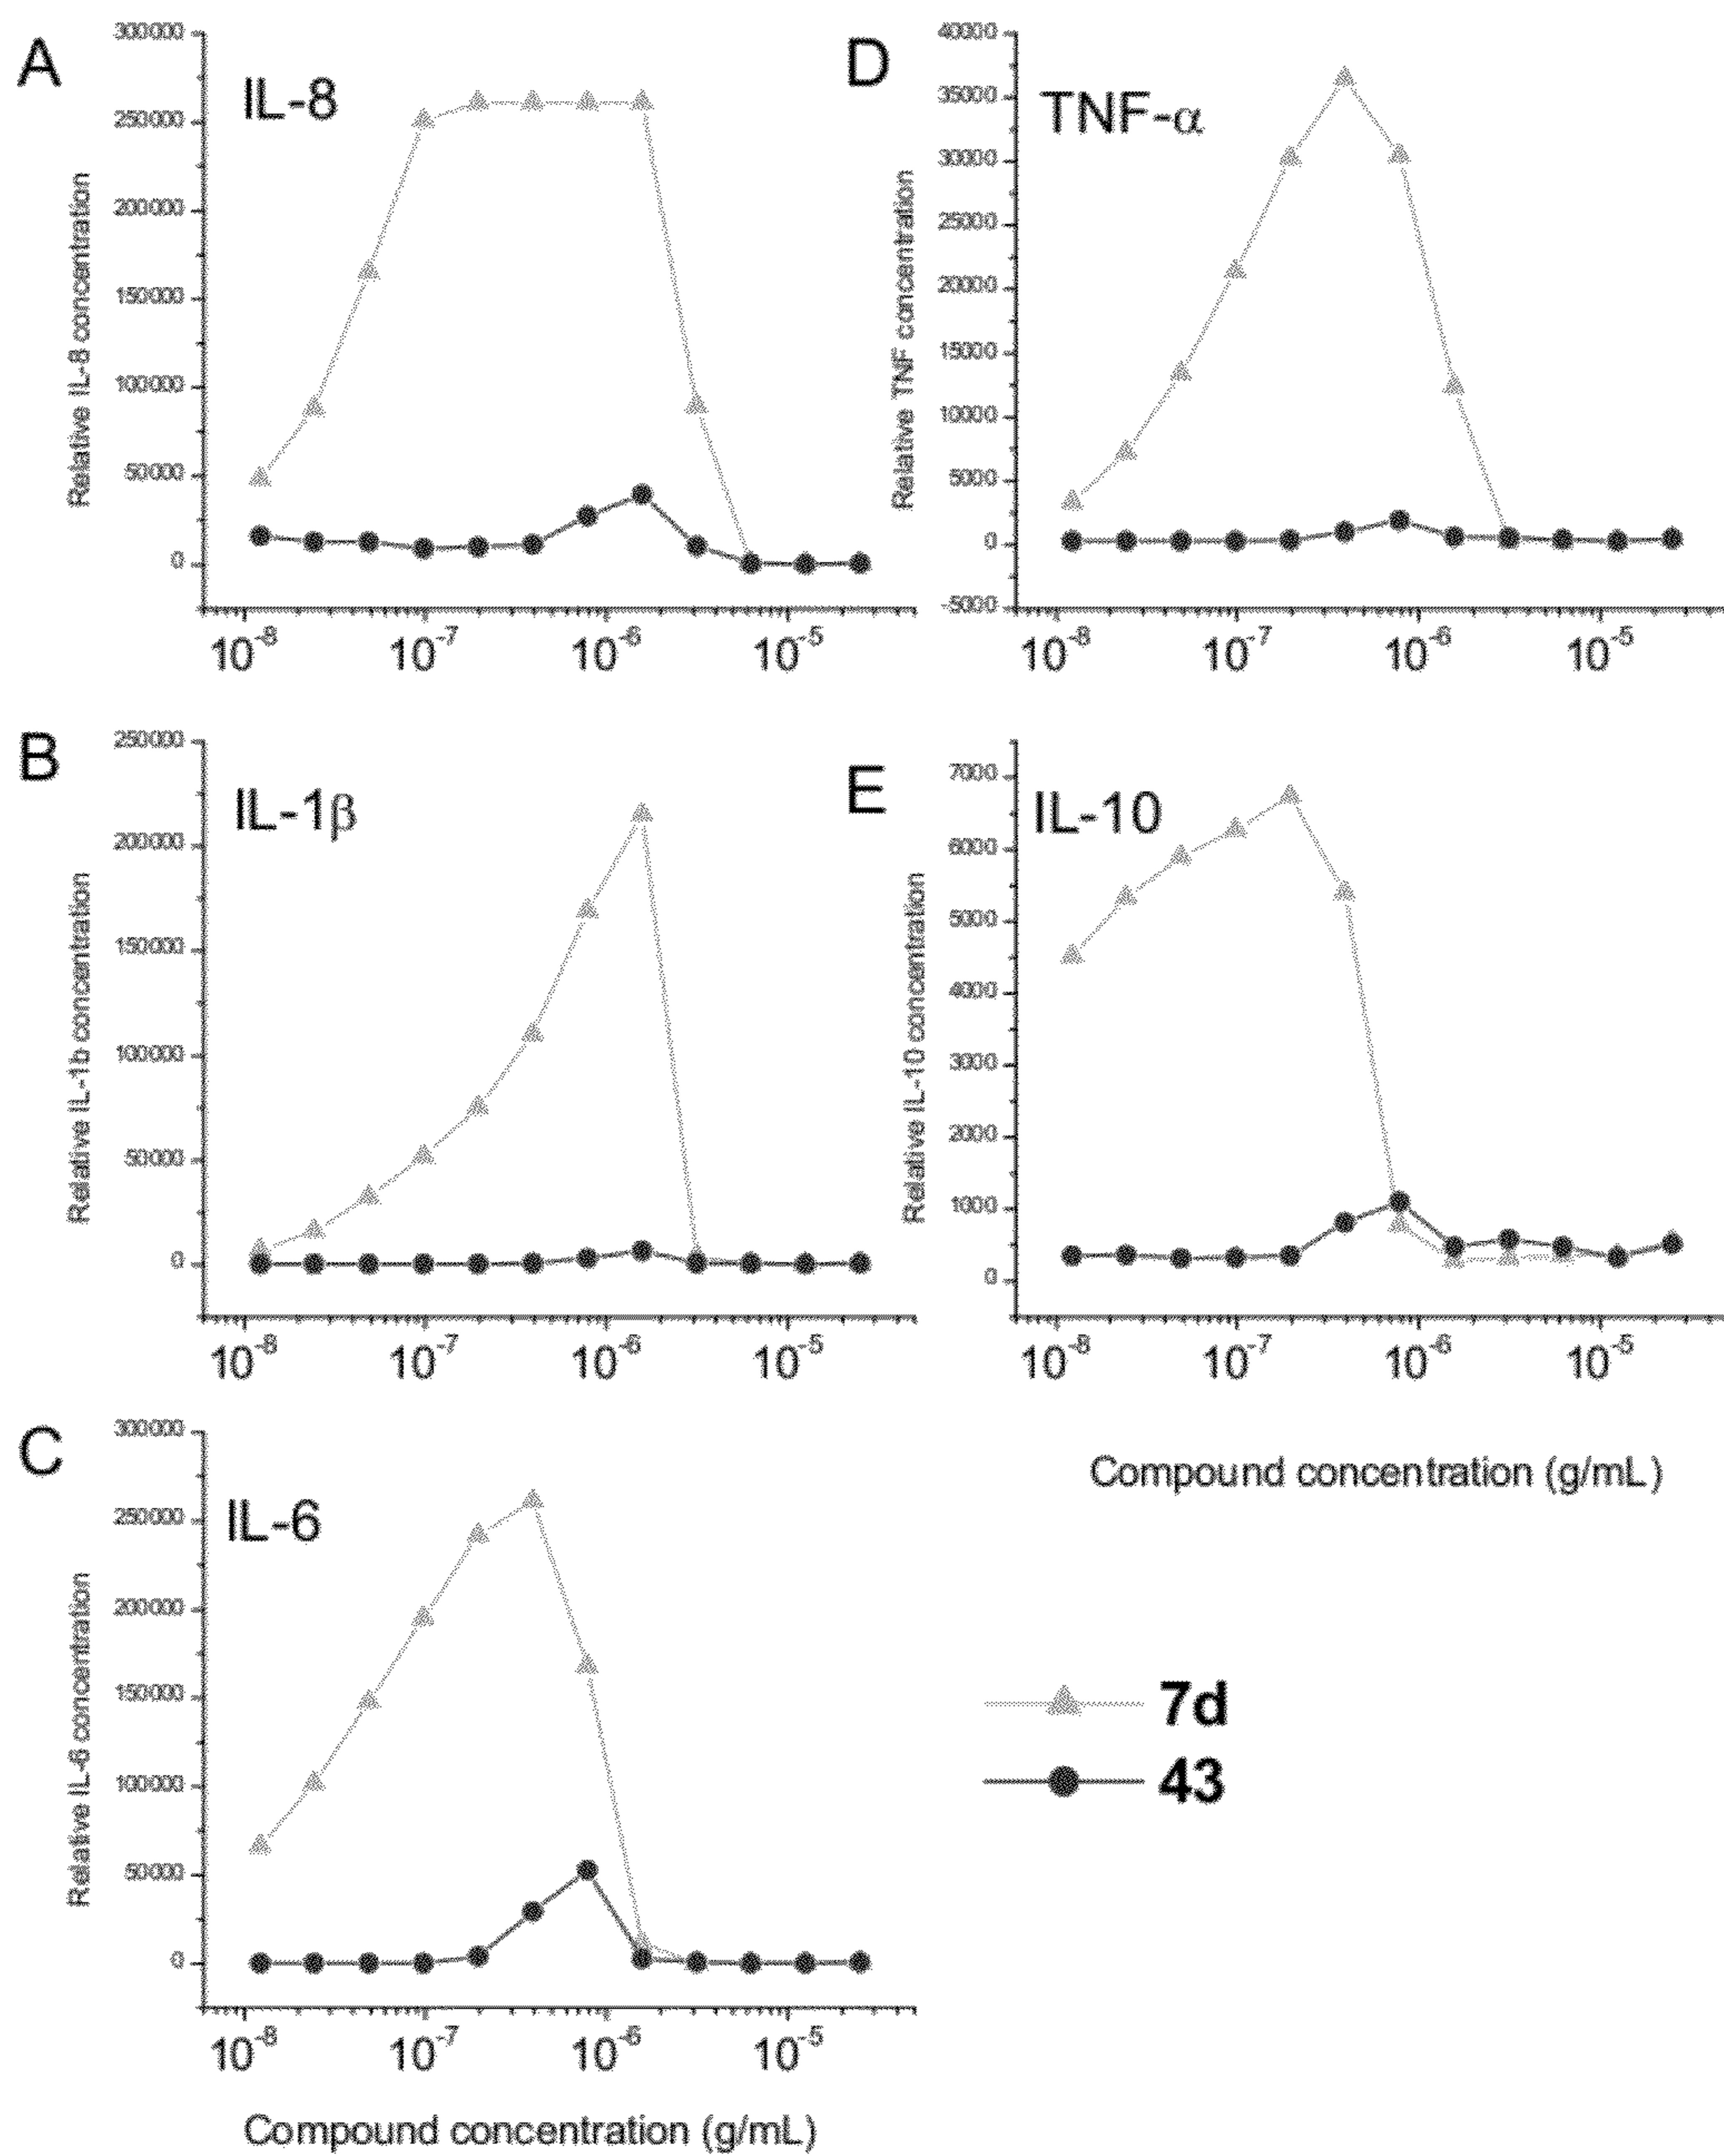 A
IL-8
Relative IL-8 concentration
300000
250000
200000
150000
100000
50000
0
10-8 10-7 10-6 10-5
D
TNF-α
Relative TNF concentration
40000
35000
30000
25000
20000
15000
10000
5000
0
-5000
10-8 10-7 10-6 10-5
B
IL-1β
Relative IL-1b concentration
250000
200000
150000
100000
50000
0
10-8 10-7 10-6 10-5
E
IL-10
Relative IL-10 concentration
7000
6000
5000
4000
3000
2000
1000
0
10-8 10-7 10-6 10-5
Compound concentration (g/mL)
C
IL-6
Relative IL-6 concentration
300000
250000
200000
150000
100000
50000
0
10-8 10-7 10-6 10-5
Compound concentration (g/mL)
7d
43